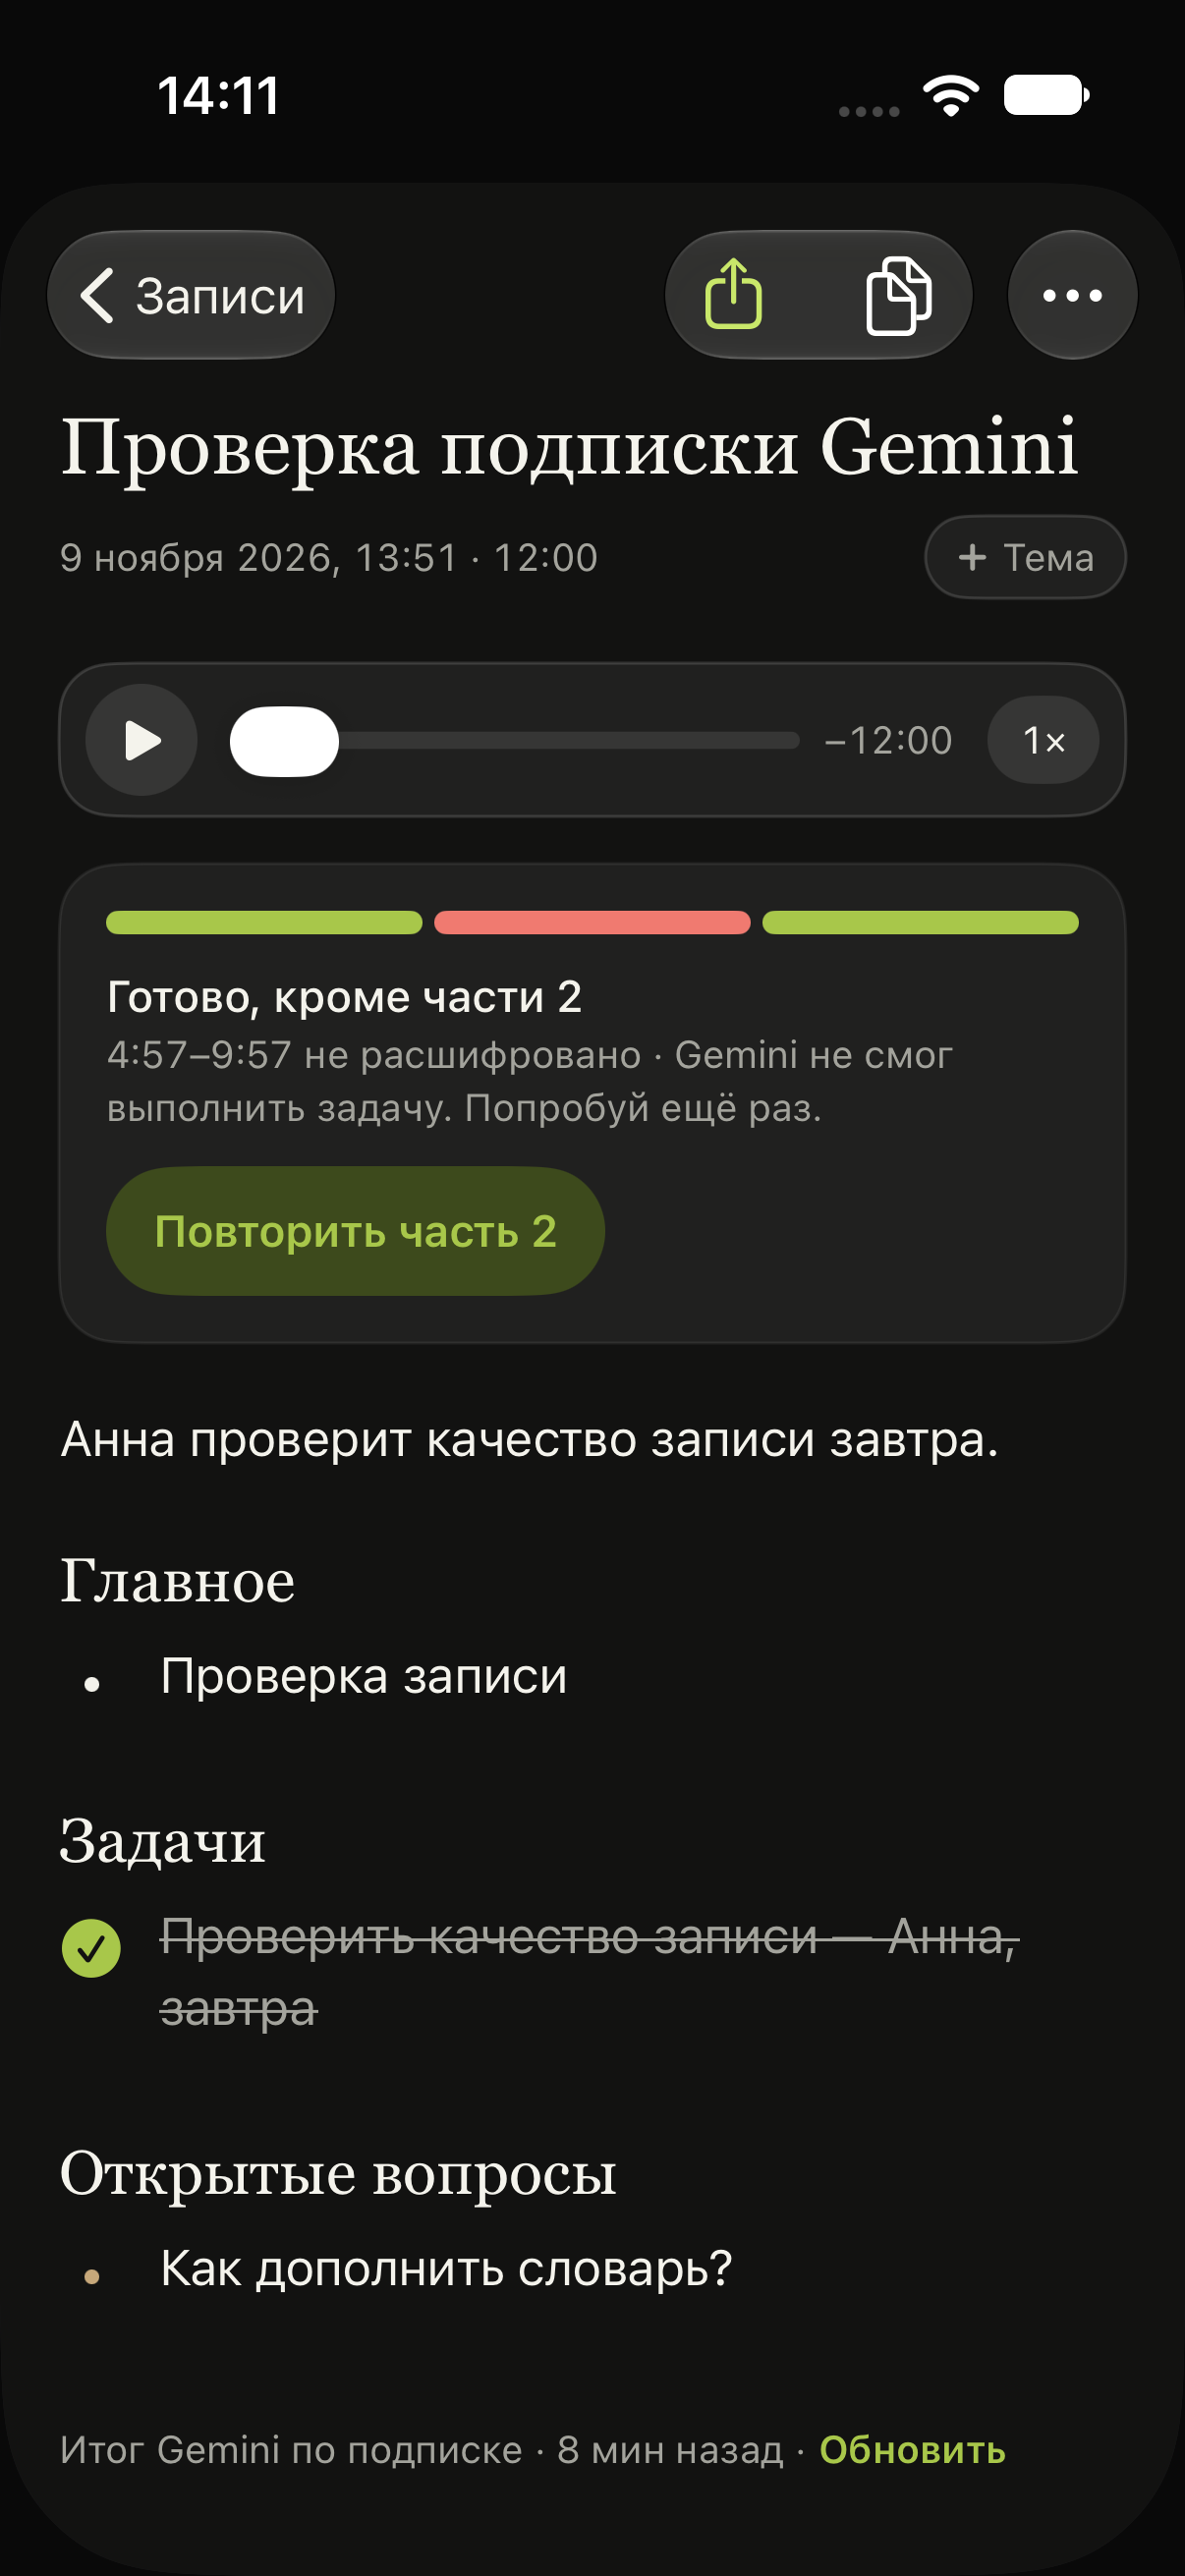 14:11
Записи
Проверка подписки Gemini
9 ноября 2026, 13:51 · 12:00
+ Тема
−12:00
1×
Готово, кроме части 2
4:57–9:57 не расшифровано · Gemini не смог
выполнить задачу. Попробуй ещё раз.
Повторить часть 2
Анна проверит качество записи завтра.
Главное
• Проверка записи
Задачи
Проверить качество записи — Анна,
завтра
Открытые вопросы
• Как дополнить словарь?
Итог Gemini по подписке · 8 мин назад · Обновить